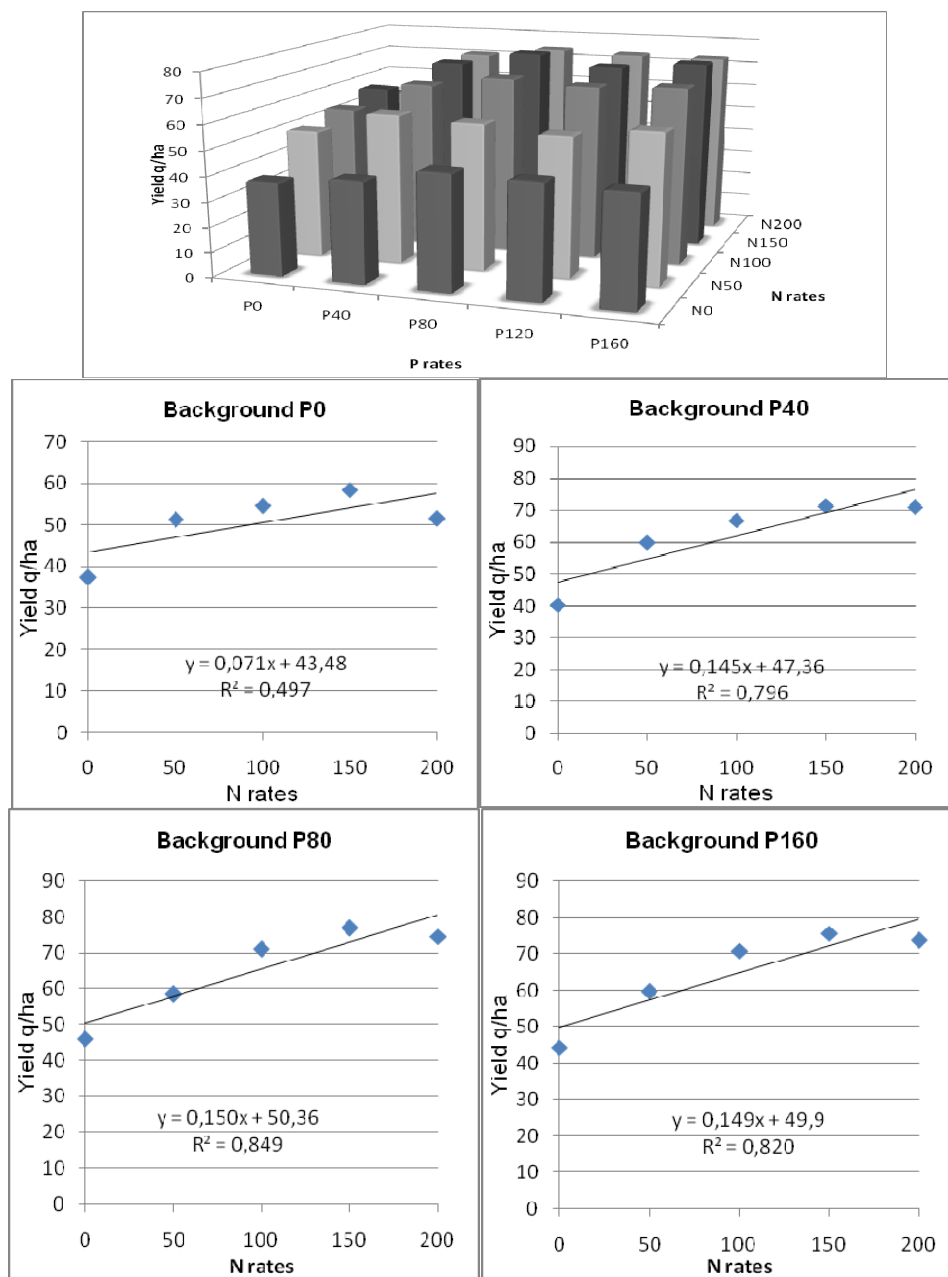 80
70
60
50
40
30
20
10
0
Yield q/ha
P0
P40
P80
P120
P160
P rates
N200
N150
N100
N50
N0
N rates
Background P0
70
60
50
40
30
20
10
0
Yield q/ha
y = 0,071x + 43,48
R² = 0,497
0 50 100 150 200
N rates
Background P40
90
80
70
60
50
40
30
20
10
0
Yield q/ha
y = 0,145x + 47,36
R² = 0,796
0 50 100 150 200
N rates
Background P80
90
80
70
60
50
40
30
20
10
0
Yield q/ha
y = 0,150x + 50,36
R² = 0,849
0 50 100 150 200
N rates
Background P160
90
80
70
60
50
40
30
20
10
0
Yield q/ha
y = 0,149x + 49,9
R² = 0,820
0 50 100 150 200
N rates